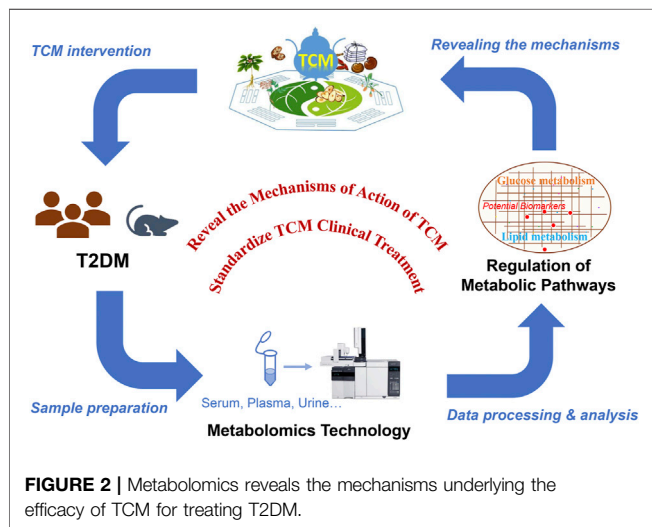 TCM intervention
Revealing the mechanisms
TCM
Glucose metabolism
Potential Biomarkers
Lipid metabolism
Reveal the Mechanisms of Action of TCM
Standardize TCM Clinical Treatment
T2DM
Regulation of
Metabolic Pathways
Serum, Plasma, Urine...
Sample preparation
Metabolomics Technology
Data processing & analysis
FIGURE 2 | Metabolomics reveals the mechanisms underlying the
efficacy of TCM for treating T2DM.